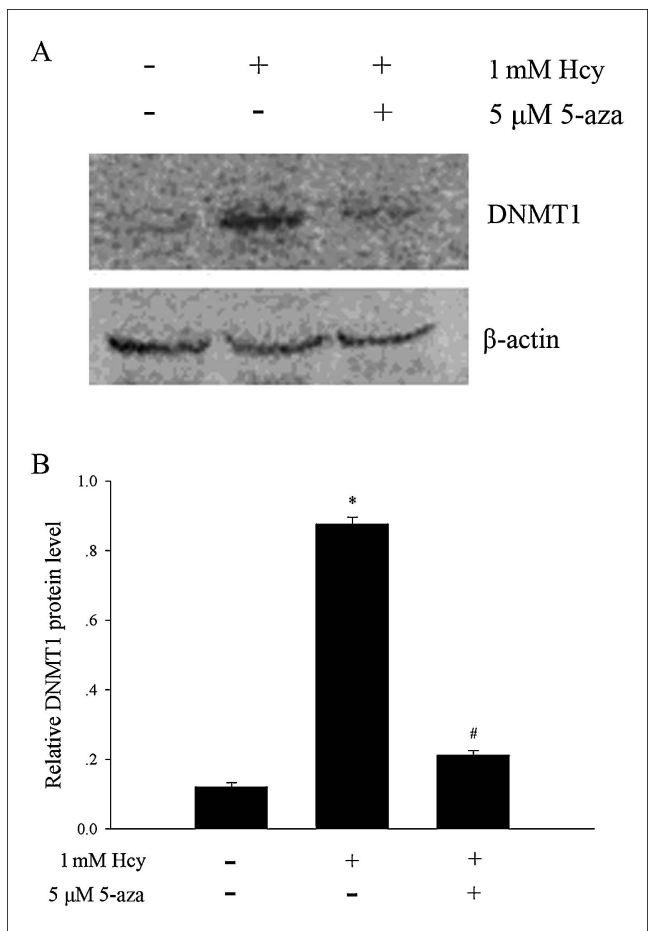 A
- + + 1 mM Hcy
- - + 5 μM 5-aza
DNMT1
β-actin
B
Relative DNMT1 protein level
1.0
.8
.6
.4
.2
0.0
*
#
1 mM Hcy - + +
5 μM 5-aza - - +